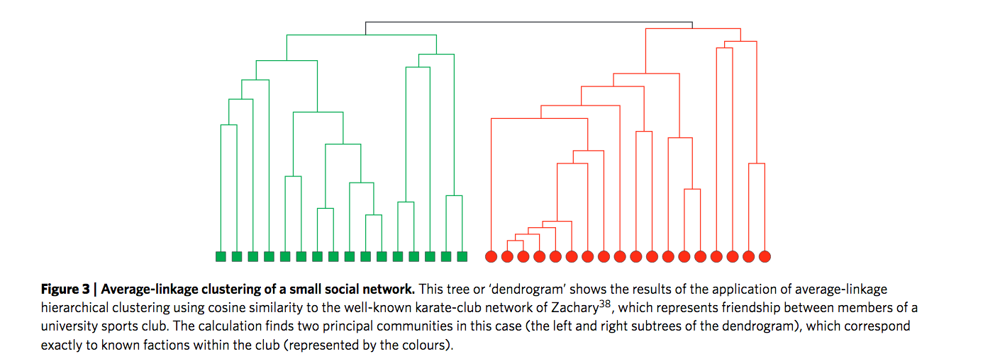 Figure 3 | Average-linkage clustering of a small social network. This tree or ‘dendrogram’ shows the results of the application of average-linkage
hierarchical clustering using cosine similarity to the well-known karate-club network of Zachary38, which represents friendship between members of a
university sports club. The calculation finds two principal communities in this case (the left and right subtrees of the dendrogram), which correspond
exactly to known factions within the club (represented by the colours).